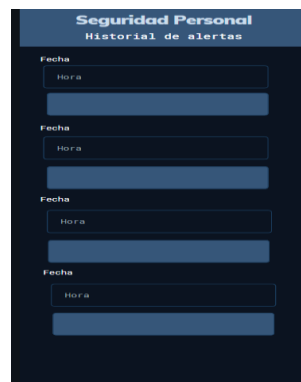 Seguridad Personal
Historial de alertas
Fecha
Hora
Fecha
Hora
Fecha
Hora
Fecha
Hora